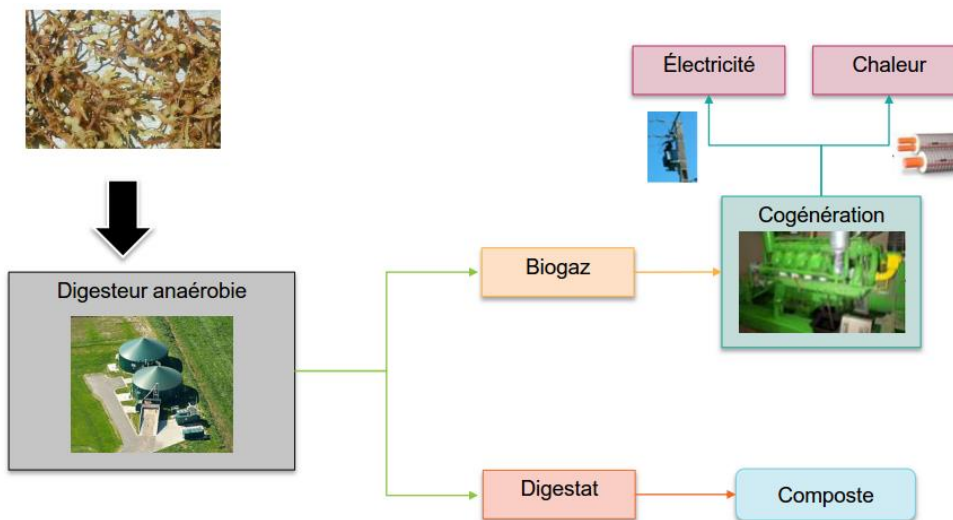 Électricité
Chaleur
Cogénération
Biogaz
Digesteur anaérobie
Digestat
Composte